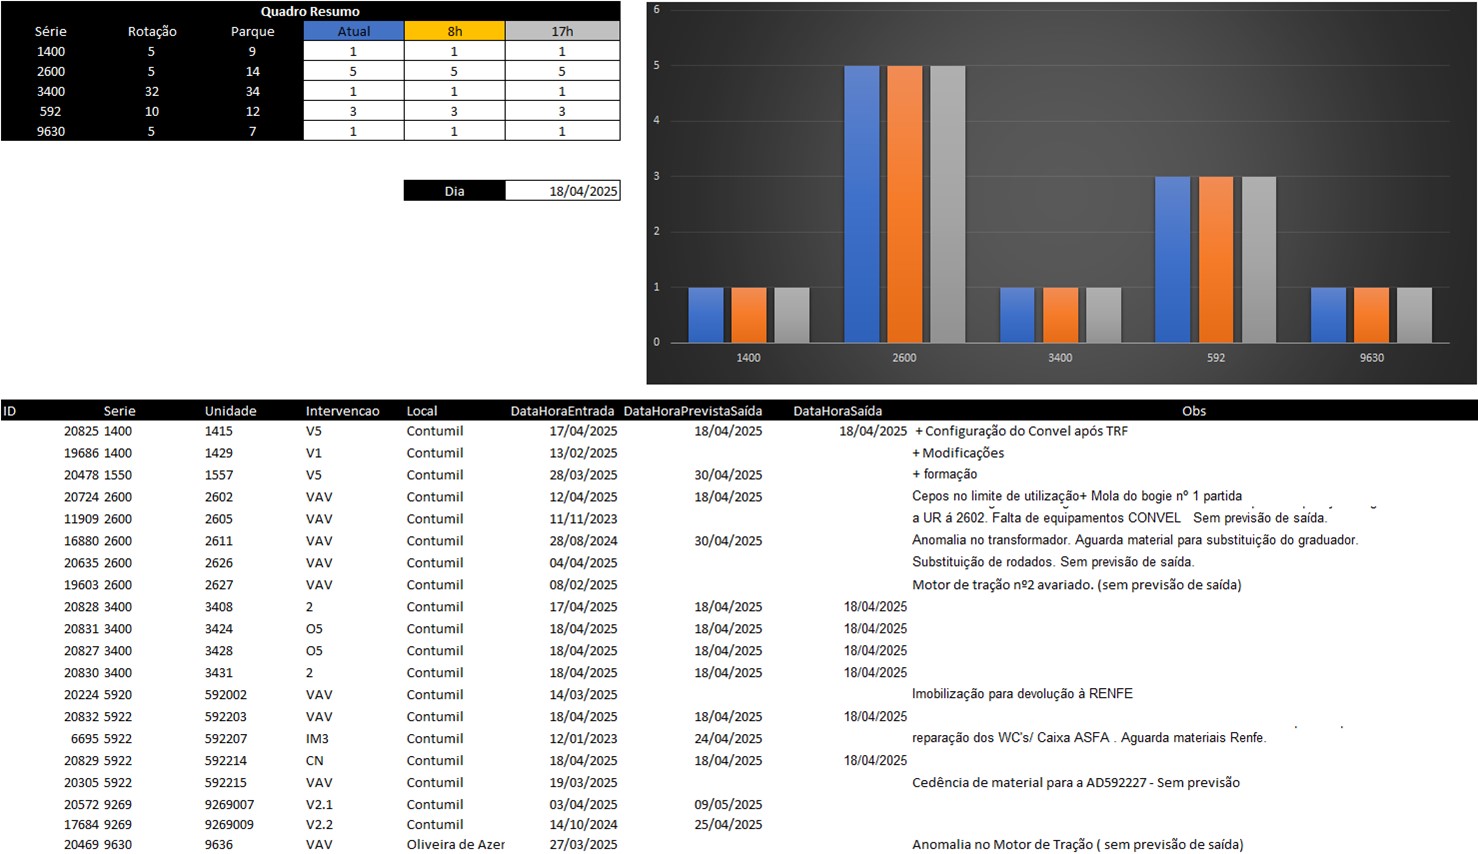 Quadro Resumo
Série Rotação Parque Atual 8h 17h
1400 5 9 1 1 1
2600 5 14 5 5 5
3400 32 34 1 1 1
592 10 12 3 3 3
9630 5 7 1 1 1
Dia 18/04/2025
6
5
4
3
2
1
0
1400 2600 3400 592 9630
ID Serie Unidade Intervencao Local DataHoraEntrada DataHoraPrevistaSaída DataHoraSaída Obs
20825 1400 1415 V5 Contumil 17/04/2025 18/04/2025 18/04/2025 + Configuração do Convel após TRF
19686 1400 1429 V1 Contumil 13/02/2025 + Modificações
20478 1550 1557 V5 Contumil 28/03/2025 30/04/2025 + formação
20724 2600 2602 VAV Contumil 12/04/2025 18/04/2025 Cepos no limite de utilização+ Mola do bogie nº 1 partida
11909 2600 2605 VAV Contumil 11/11/2023 a UR á 2602. Falta de equipamentos CONVEL Sem previsão de saída.
16880 2600 2611 VAV Contumil 28/08/2024 30/04/2025 Anomalia no transformador. Aguarda material para substituição do graduador.
20635 2600 2626 VAV Contumil 04/04/2025 Substituição de rodados. Sem previsão de saída.
19603 2600 2627 VAV Contumil 08/02/2025 Motor de tração nº2 avariado. (sem previsão de saída)
20828 3400 3408 2 Contumil 17/04/2025 18/04/2025 18/04/2025
20831 3400 3424 O5 Contumil 18/04/2025 18/04/2025 18/04/2025
20827 3400 3428 O5 Contumil 18/04/2025 18/04/2025 18/04/2025
20830 3400 3431 2 Contumil 18/04/2025 18/04/2025 18/04/2025
20224 5920 592002 VAV Contumil 14/03/2025 Imobilização para devolução à RENFE
20832 5922 592203 VAV Contumil 18/04/2025 18/04/2025 18/04/2025
6695 5922 592207 IM3 Contumil 12/01/2023 24/04/2025 reparação dos WC's/ Caixa ASFA . Aguarda materiais Renfe.
20829 5922 592214 CN Contumil 18/04/2025 18/04/2025 18/04/2025
20305 5922 592215 VAV Contumil 19/03/2025 Cedência de material para a AD592227 - Sem previsão
20572 9269 9269007 V2.1 Contumil 03/04/2025 09/05/2025
17684 9269 9269009 V2.2 Contumil 14/10/2024 25/04/2025
20469 9630 9636 VAV Oliveira de Azer 27/03/2025 Anomalia no Motor de Tração ( sem previsão de saída)